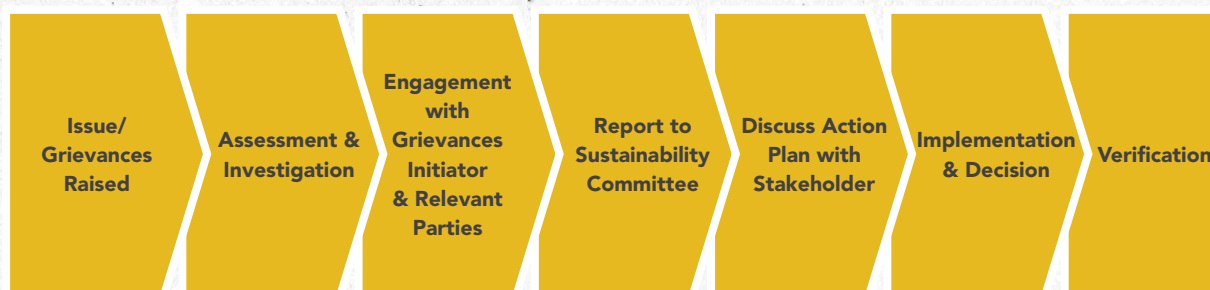 Issue/
Grievances
Raised
Assessment &
Investigation
Engagement
with
Grievances
Initiator
& Relevant
Parties
Report to
Sustainability
Committee
Discuss Action
Plan with
Stakeholder
Implementation
& Decision
Verification